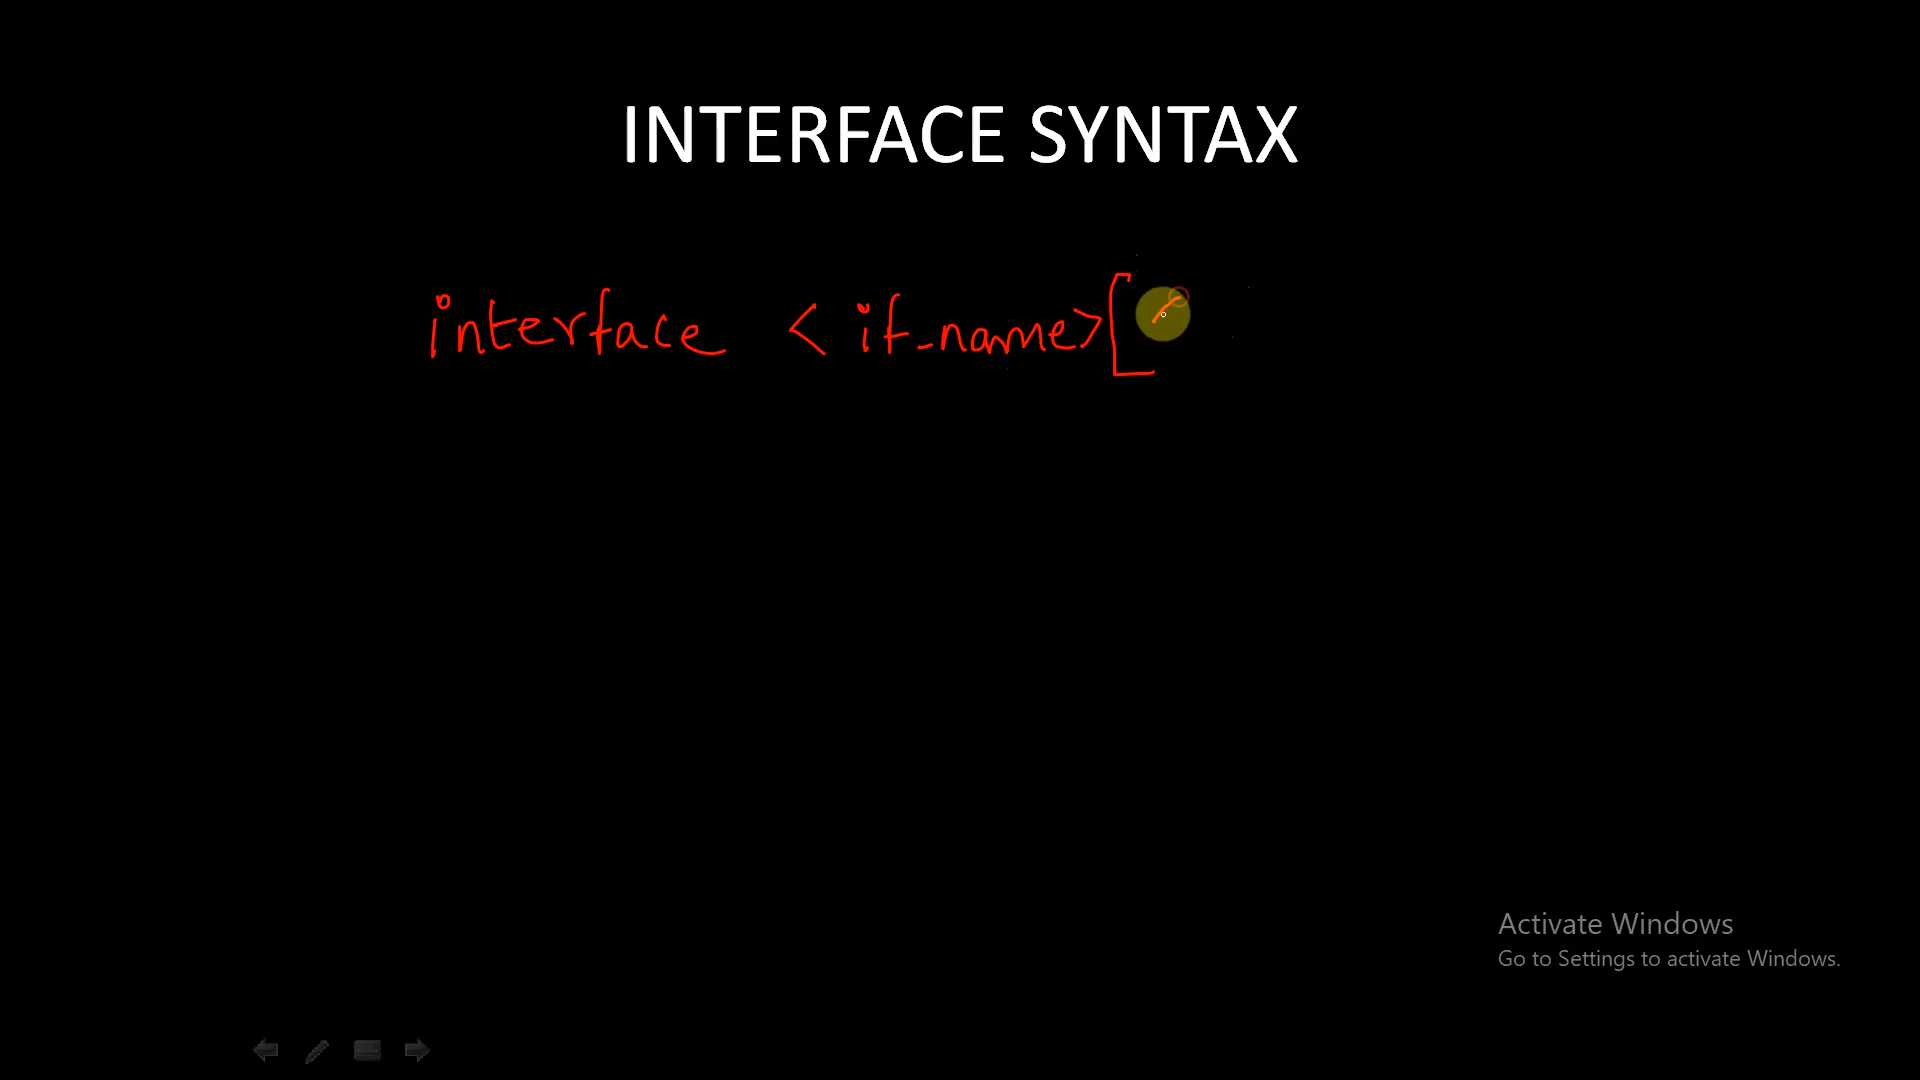 INTERFACE SYNTAX
interface <if_name>[
Activate Windows
Go to Settings to activate Windows.